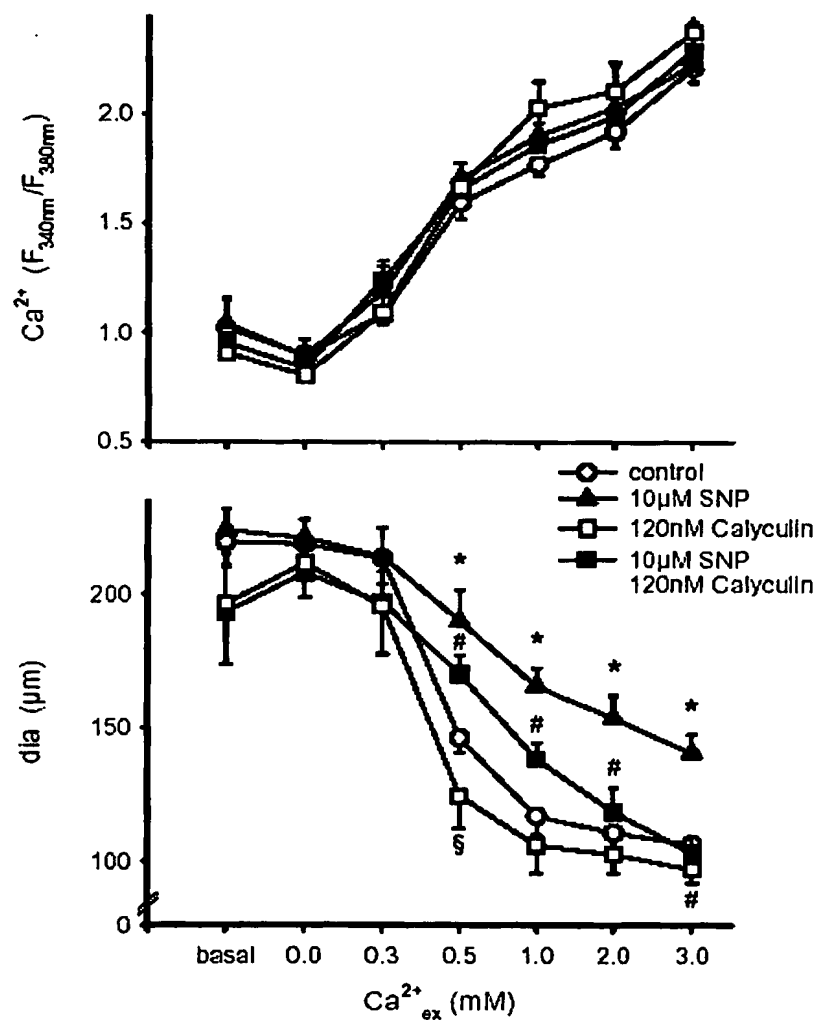 2.0
1.5
1.0
0.5
Ca²⁺ (F₃₄₀ₙₘ/F₃₈₀ₙₘ)
control
10µM SNP
120nM Calyculin
10µM SNP
120nM Calyculin
200
150
100
0
dia (µm)
*
#
*
*
*
#
#
§
#
basal 0.0 0.3 0.5 1.0 2.0 3.0
Ca²⁺ₑₓ (mM)